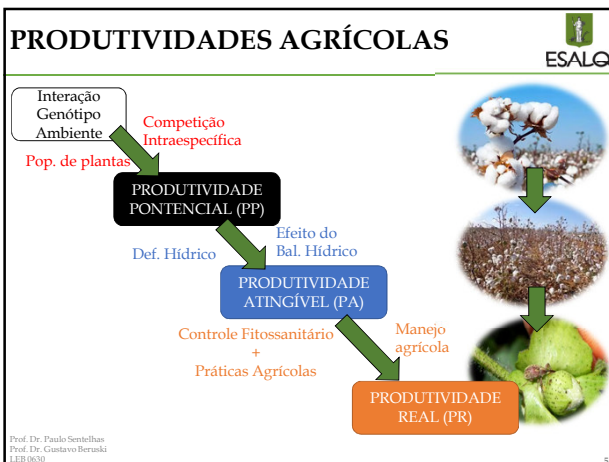 PRODUTIVIDADES AGRÍCOLAS
ESALQ
Interação
Genótipo
Ambiente
Competição
Intraespecífica
Pop. de plantas
PRODUTIVIDADE
PONTENCIAL (PP)
Efeito do
Bal. Hídrico
Def. Hídrico
PRODUTIVIDADE
ATINGÍVEL (PA)
Controle Fitossanitário
+
Práticas Agrícolas
Manejo
agrícola
PRODUTIVIDADE
REAL (PR)
Prof. Dr. Paulo Sentelhas
Prof. Dr. Gustavo Beruski
LEB 0630
5